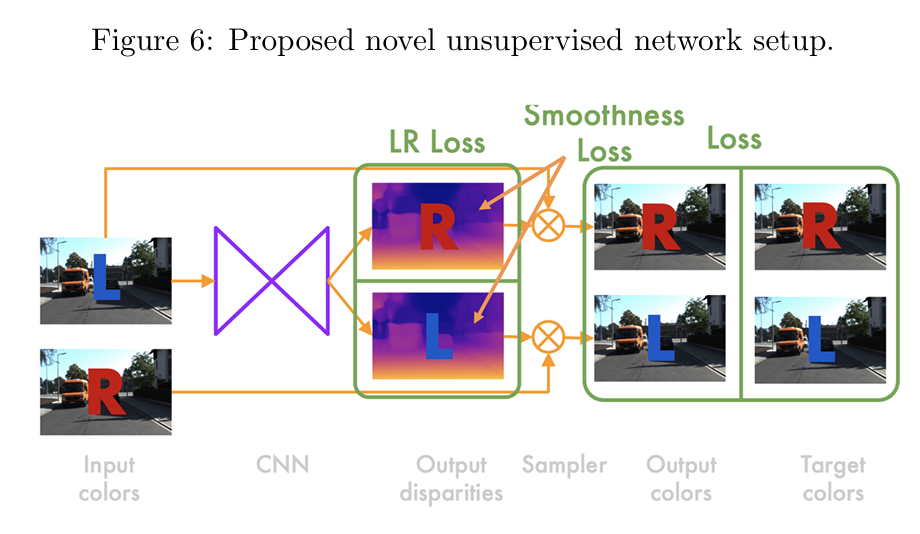 Figure 6: Proposed novel unsupervised network setup.
LR Loss
Smoothness
Loss
Loss
L
R
R
L
R
R
L
L
Input
colors
CNN
Output
disparities
Sampler
Output
colors
Target
colors